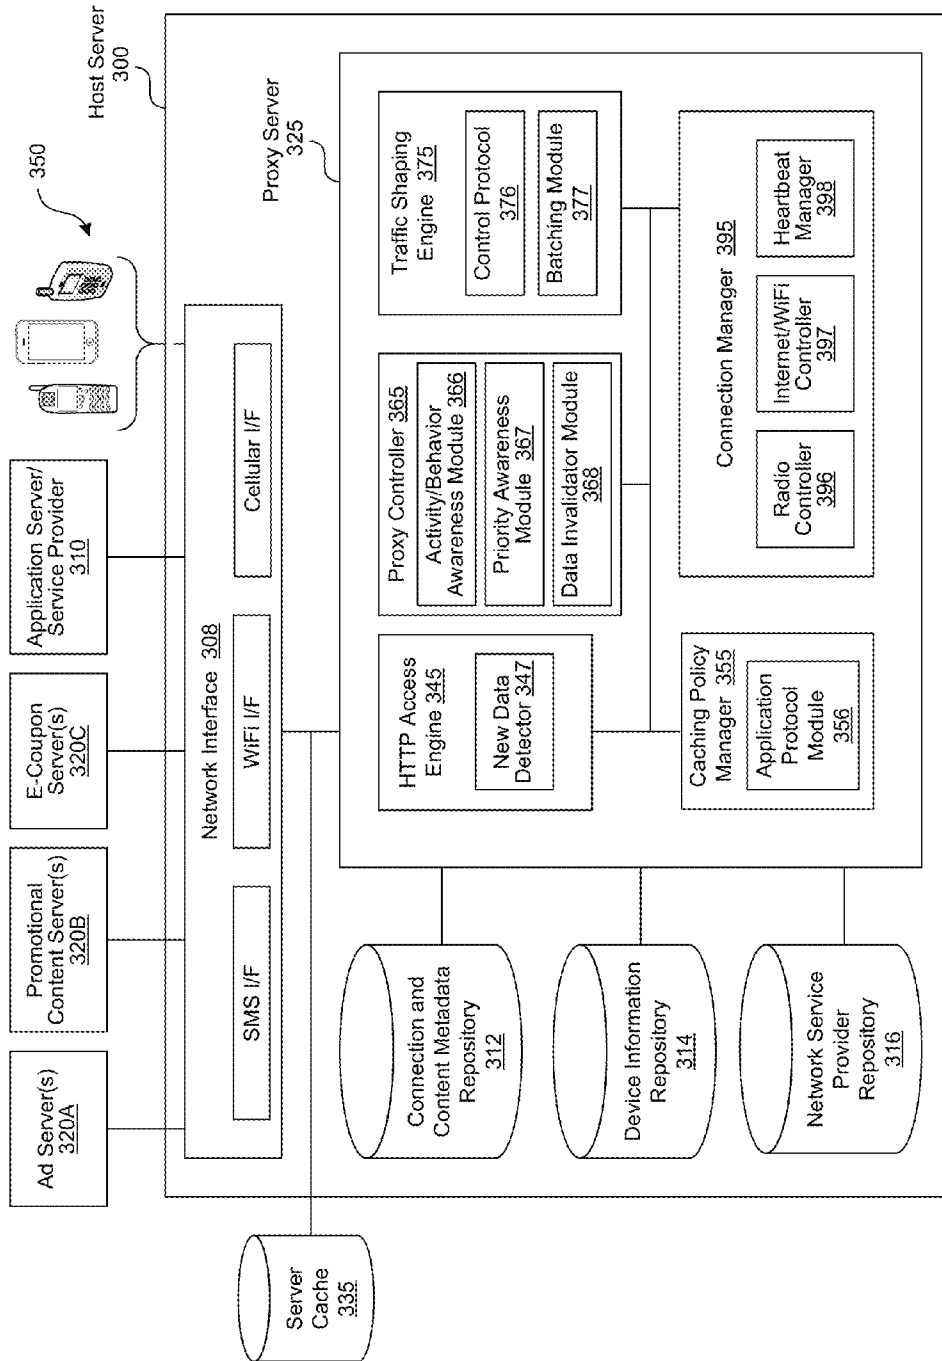 Ad Server(s)
320A
Promotional
Content Server(s)
320B
E-Coupon
Server(s)
320C
Application Server/
Service Provider
310
350
Host Server
300
Network Interface 308
SMS I/F
WiFi I/F
Cellular I/F
Server
Cache
335
Proxy Server
325
Connection and
Content Metadata
Repository
312
Device Information
Repository
314
Network Service
Provider
Repository
316
HTTP Access
Engine 345
New Data
Detector 347
Proxy Controller 365
Activity/Behavior
Awareness Module 366
Priority Awareness
Module 367
Data Invalidator Module
368
Traffic Shaping
Engine 375
Control Protocol
376
Batching Module
377
Caching Policy
Manager 355
Application
Protocol
Module
356
Connection Manager 395
Radio
Controller
396
Internet/WiFi
Controller
397
Heartbeat
Manager
398